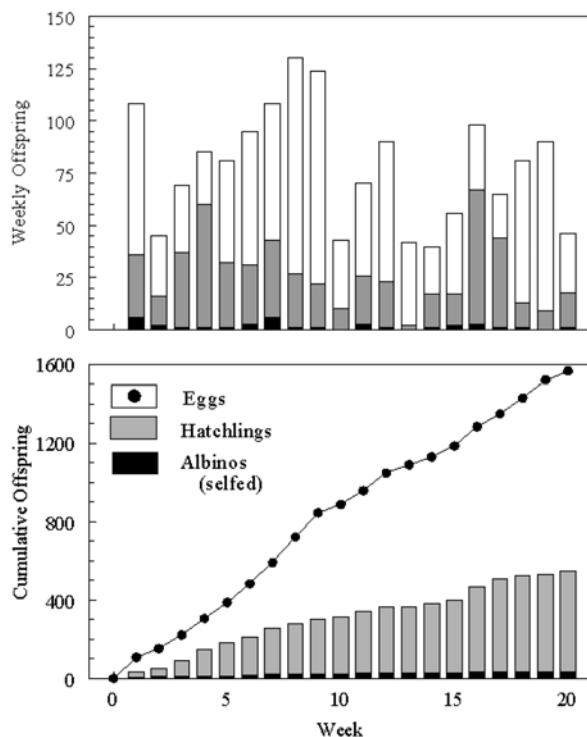 150
125
100
75
50
25
0
Weekly Offspring
1600
1200
800
400
0
Cumulative Offspring
Eggs
Hatchlings
Albinos
(selfed)
0 5 10 15 20
Week